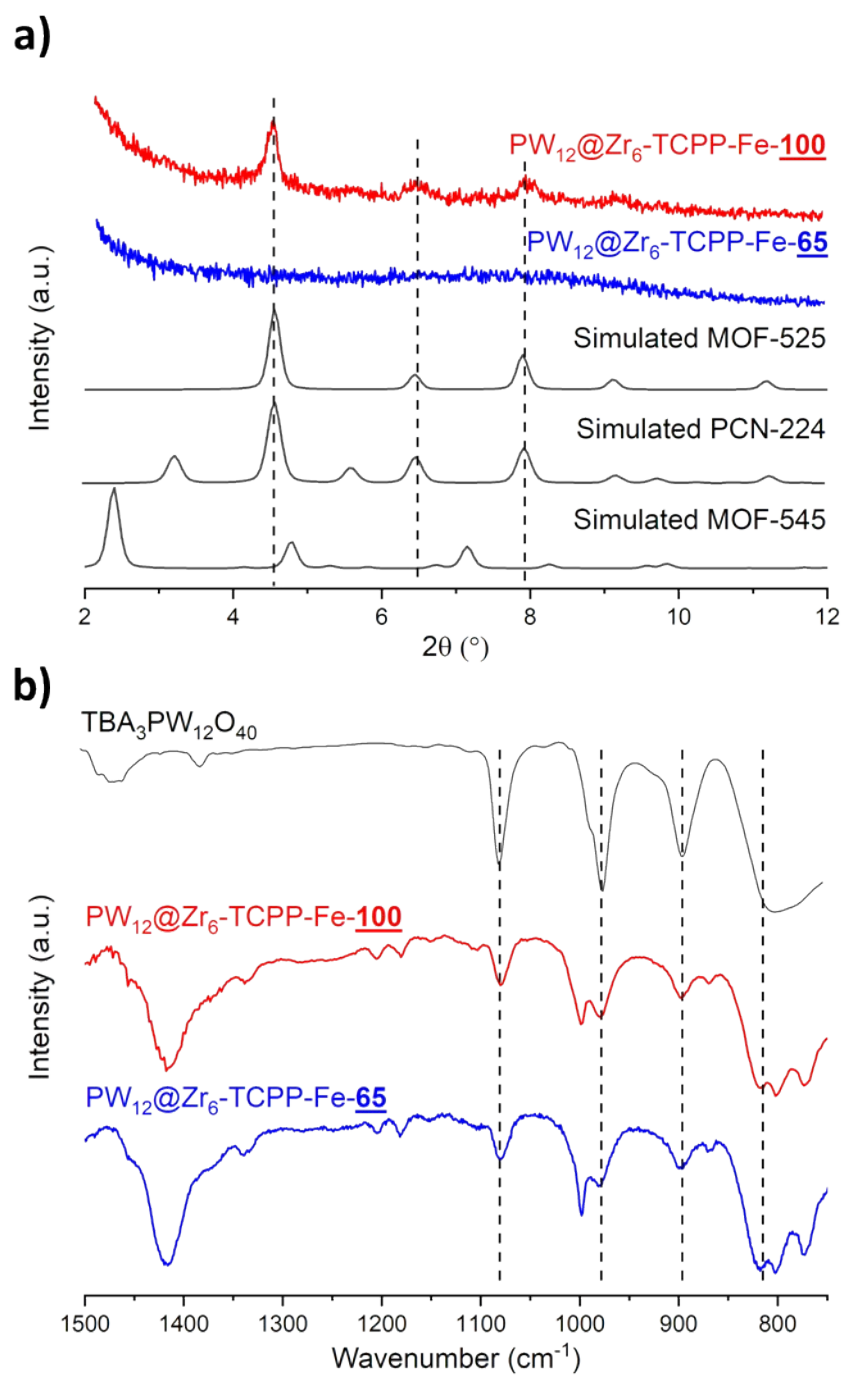 a)
PW₁₂@Zr₆-TCPP-Fe-100
PW₁₂@Zr₆-TCPP-Fe-65
Simulated MOF-525
Simulated PCN-224
Simulated MOF-545
Intensity (a.u.)
2 4 6 8 10 12
2θ (°)
b)
TBA₃PW₁₂O₄₀
PW₁₂@Zr₆-TCPP-Fe-100
PW₁₂@Zr₆-TCPP-Fe-65
Intensity (a.u.)
1500 1400 1300 1200 1100 1000 900 800
Wavenumber (cm⁻¹)